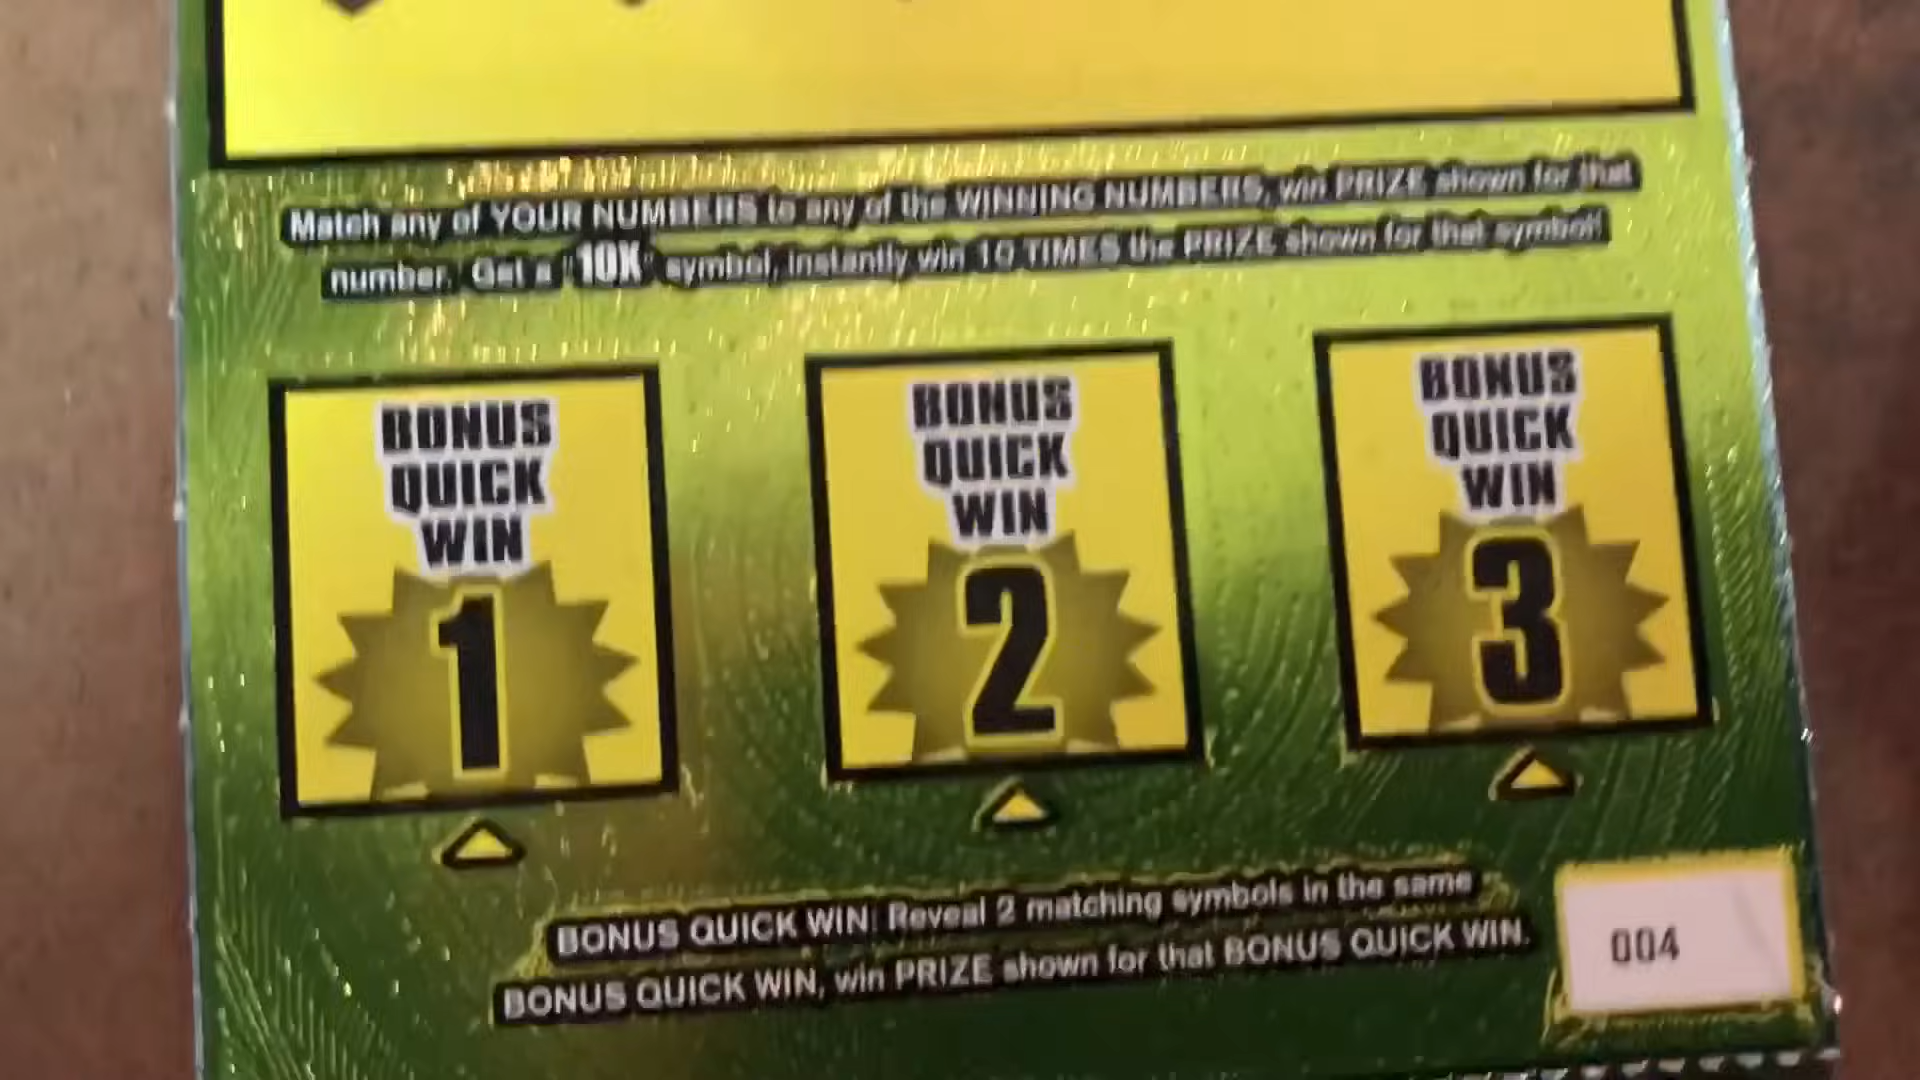 Match any of YOUR NUMBERS to any of the WINNING NUMBERS, win PRIZE shown for that
number. Get a "10X" symbol, instantly win 10 TIMES the PRIZE shown for that symbol!
BONUS
QUICK
WIN
1
BONUS
QUICK
WIN
2
BONUS
QUICK
WIN
3
BONUS QUICK WIN: Reveal 2 matching symbols in the same
BONUS QUICK WIN, win PRIZE shown for that BONUS QUICK WIN.
004